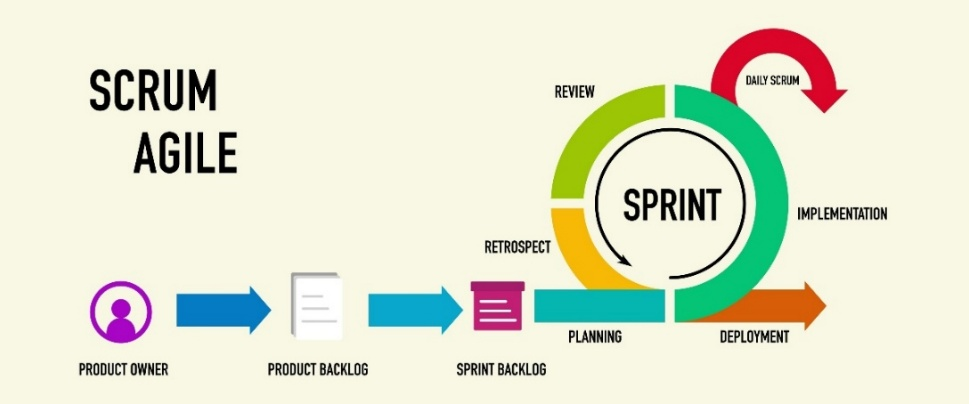 SCRUM
AGILE
REVIEW
DAILY SCRUM
SPRINT
IMPLEMENTATION
RETROSPECT
PLANNING
DEPLOYMENT
PRODUCT OWNER
PRODUCT BACKLOG
SPRINT BACKLOG